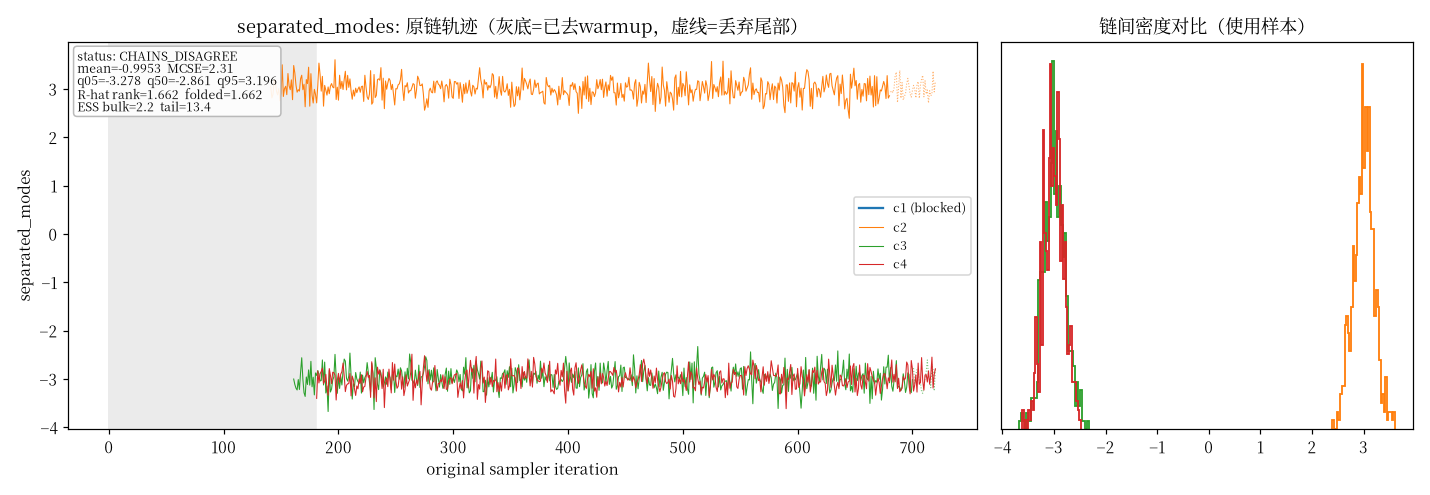 separated_modes: 原链轨迹（灰底=已去warmup，虚线=丢弃尾部）
status: CHAINS_DISAGREE
mean=-0.9953 MCSE=2.31
q05=-3.278 q50=-2.861 q95=3.196
R-hat rank=1.662 folded=1.662
ESS bulk=2.2 tail=13.4
separated_modes
3
2
1
0
−1
−2
−3
−4
c1 (blocked)
c2
c3
c4
0 100 200 300 400 500 600 700
original sampler iteration
链间密度对比（使用样本）
−4 −3 −2 −1 0 1 2 3